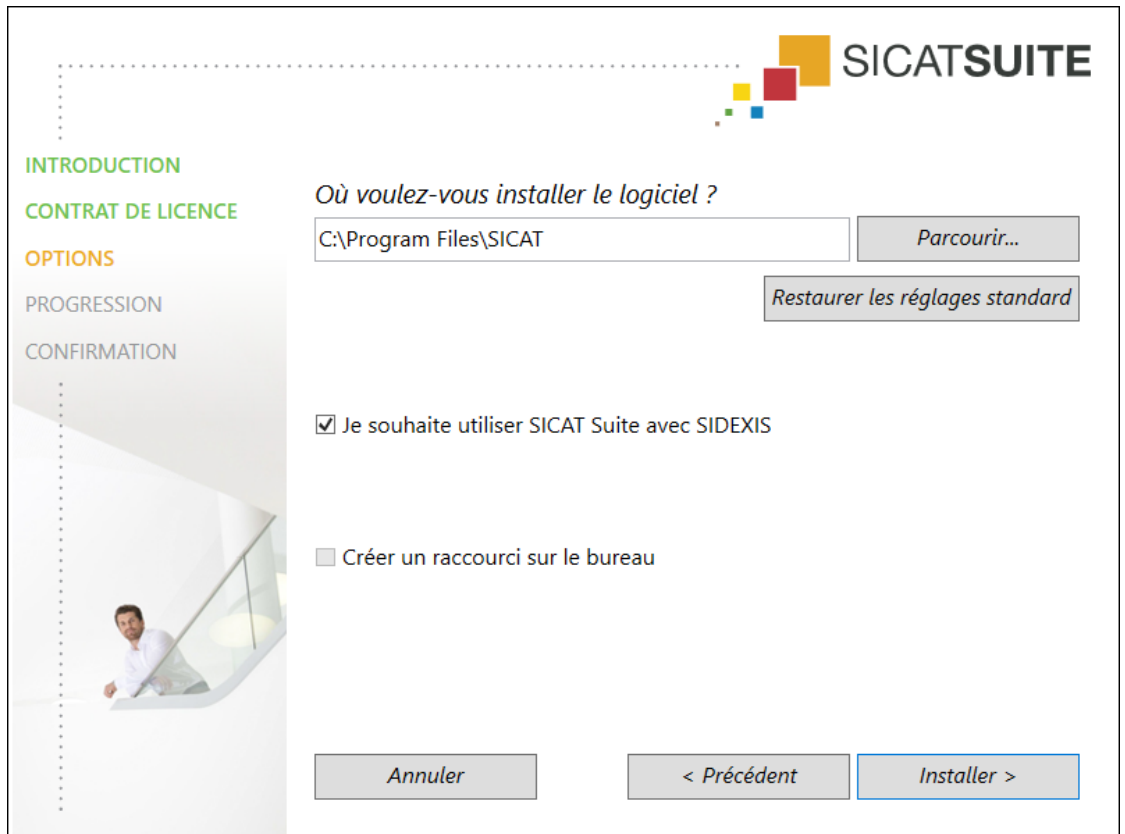 SICATSUITE
INTRODUCTION
CONTRAT DE LICENCE
OPTIONS
PROGRESSION
CONFIRMATION
Où voulez-vous installer le logiciel ?
C:\Program Files\SICAT
Parcourir...
Restaurer les réglages standard
Je souhaite utiliser SICAT Suite avec SIDEXIS
Créer un raccourci sur le bureau
Annuler
< Précédent
Installer >